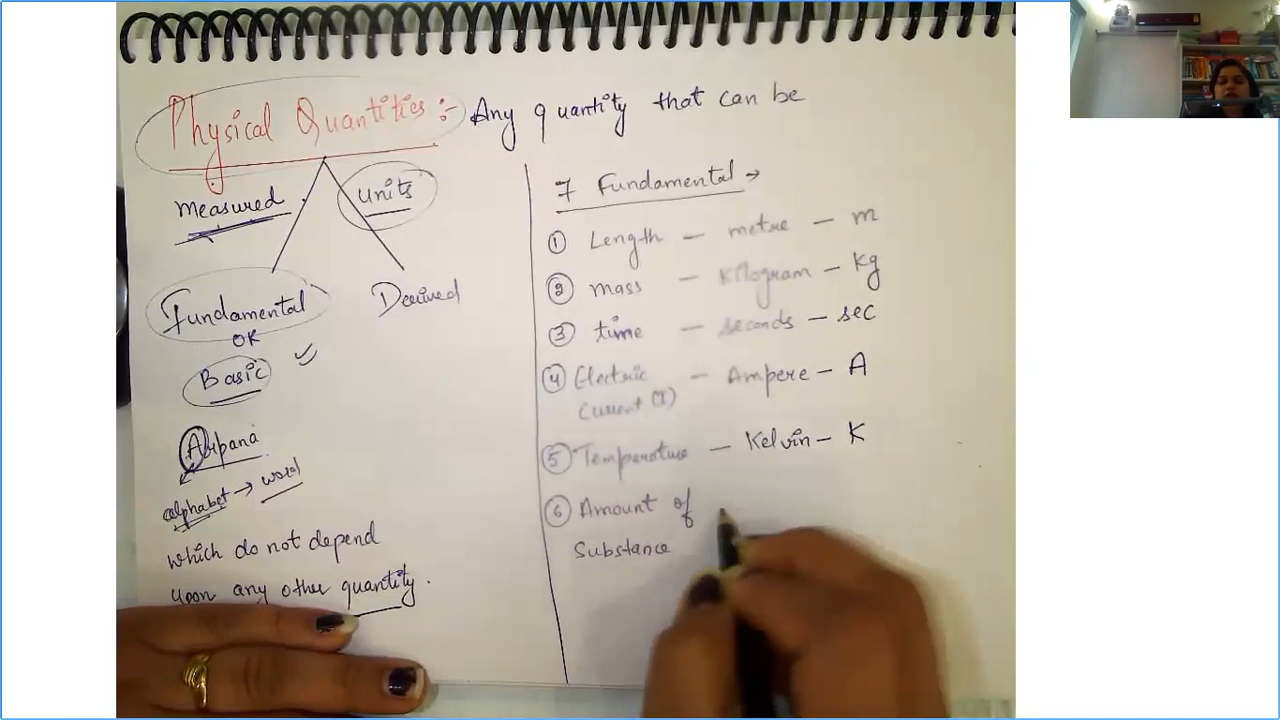 Physical Quantities :- Any quantity that can be
measured
units
Fundamental
OR
Basic
Derived
Arpana
alphabet → word
which do not depend
upon any other quantity.
7 Fundamental →
① Length – metre – m
② mass – Kilogram – kg
③ time – seconds – sec
④ Electric – Ampere – A
Current (I)
⑤ Temperature – Kelvin – K
⑥ Amount of
Substance